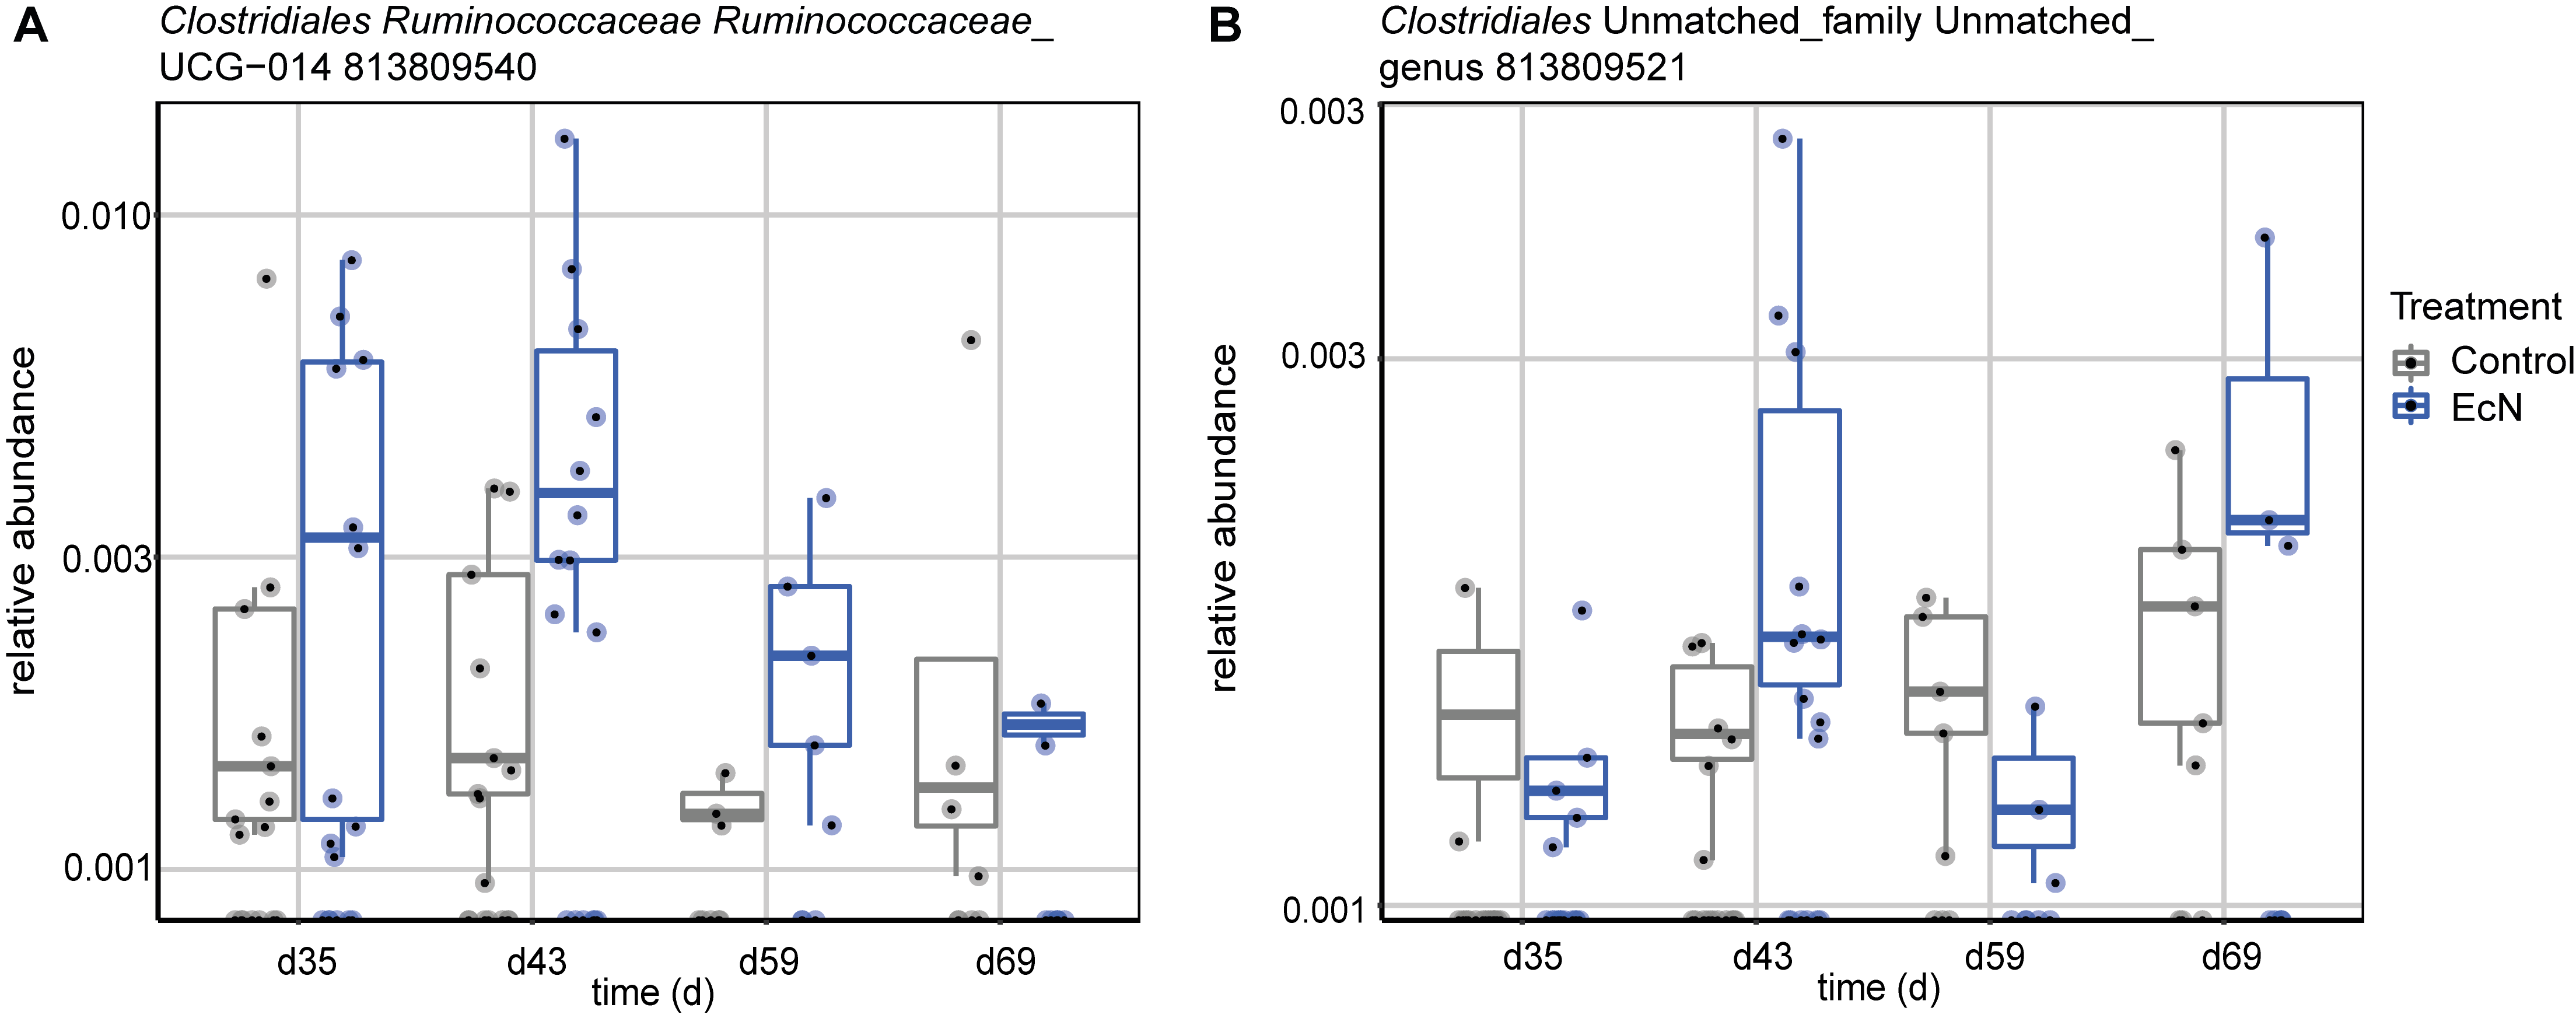 A
Clostridiales Ruminococcaceae Ruminococcaceae_
UCG−014 813809540
relative abundance
0.010
0.003
0.001
d35
d43
d59
d69
time (d)
B
Clostridiales Unmatched_family Unmatched_
genus 813809521
relative abundance
0.003
0.003
0.001
d35
d43
d59
d69
time (d)
Treatment
Control
EcN